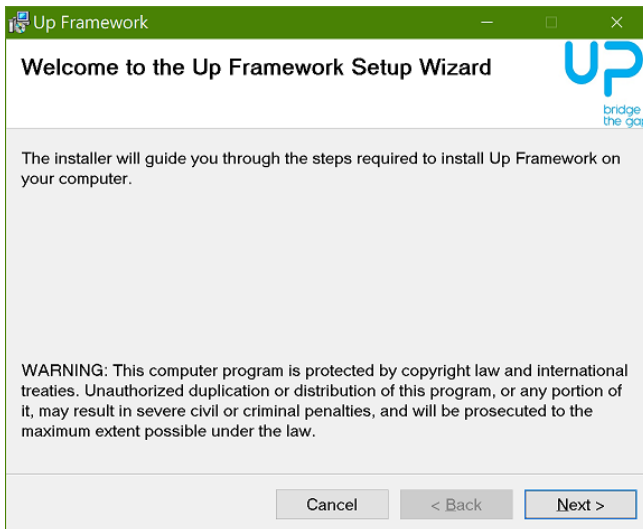 Up Framework
Welcome to the Up Framework Setup Wizard
UP
bridge
the gap
The installer will guide you through the steps required to install Up Framework on
your computer.
WARNING: This computer program is protected by copyright law and international
treaties. Unauthorized duplication or distribution of this program, or any portion of
it, may result in severe civil or criminal penalties, and will be prosecuted to the
maximum extent possible under the law.
Cancel
< Back
Next >